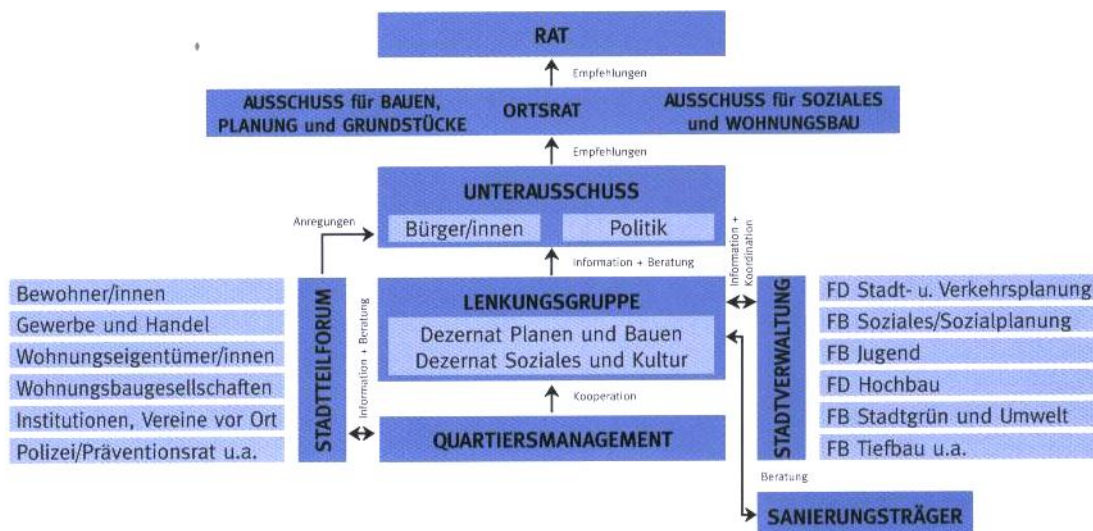 RAT
Empfehlungen
AUSSCHUSS für BAUEN,
PLANUNG und GRUNDSTÜCKE
ORTSRAT
AUSSCHUSS für SOZIALES
und WOHNUNGSBAU
Empfehlungen
UNTERAUSSCHUSS
Bürger/innen
Politik
Anregungen
Information + Beratung
Information +
Koordination
Bewohner/innen
Gewerbe und Handel
Wohnungseigentümer/innen
Wohnungsbaugesellschaften
Institutionen, Vereine vor Ort
Polizei/Präventionsrat u.a.
STADTTEILFORUM
Information + Beratung
LENKUNGSGRUPPE
Dezernat Planen und Bauen
Dezernat Soziales und Kultur
Kooperation
QUARTIERSMANAGEMENT
STADTVERWALTUNG
FD Stadt- u. Verkehrsplanung
FB Soziales/Sozialplanung
FB Jugend
FD Hochbau
FB Stadtgrün und Umwelt
FB Tiefbau u.a.
Beratung
SANIERUNGSTRÄGER